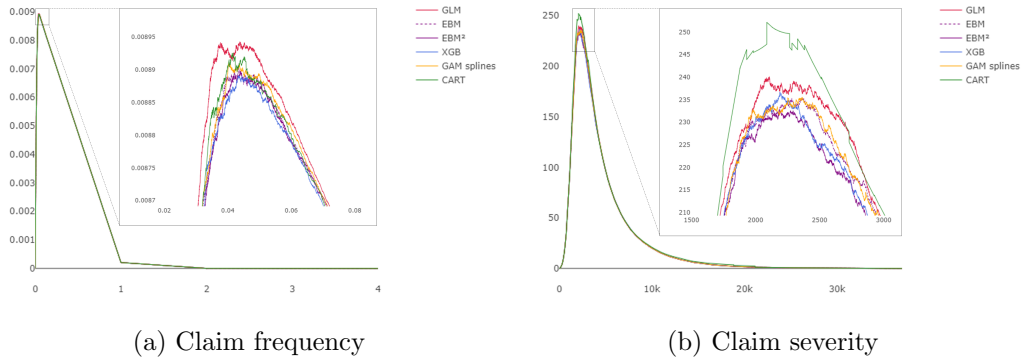 0.009
0.008
0.007
0.006
0.005
0.004
0.003
0.002
0.001
0
0
1
2
3
4
0.00895
0.0089
0.00885
0.0088
0.00875
0.0087
0.02
0.04
0.06
0.08
GLM
EBM
EBM²
XGB
GAM splines
CART
(a) Claim frequency
250
200
150
100
50
0
0
10k
20k
30k
250
245
240
235
230
225
220
215
210
1500
2000
2500
3000
GLM
EBM
EBM²
XGB
GAM splines
CART
(b) Claim severity